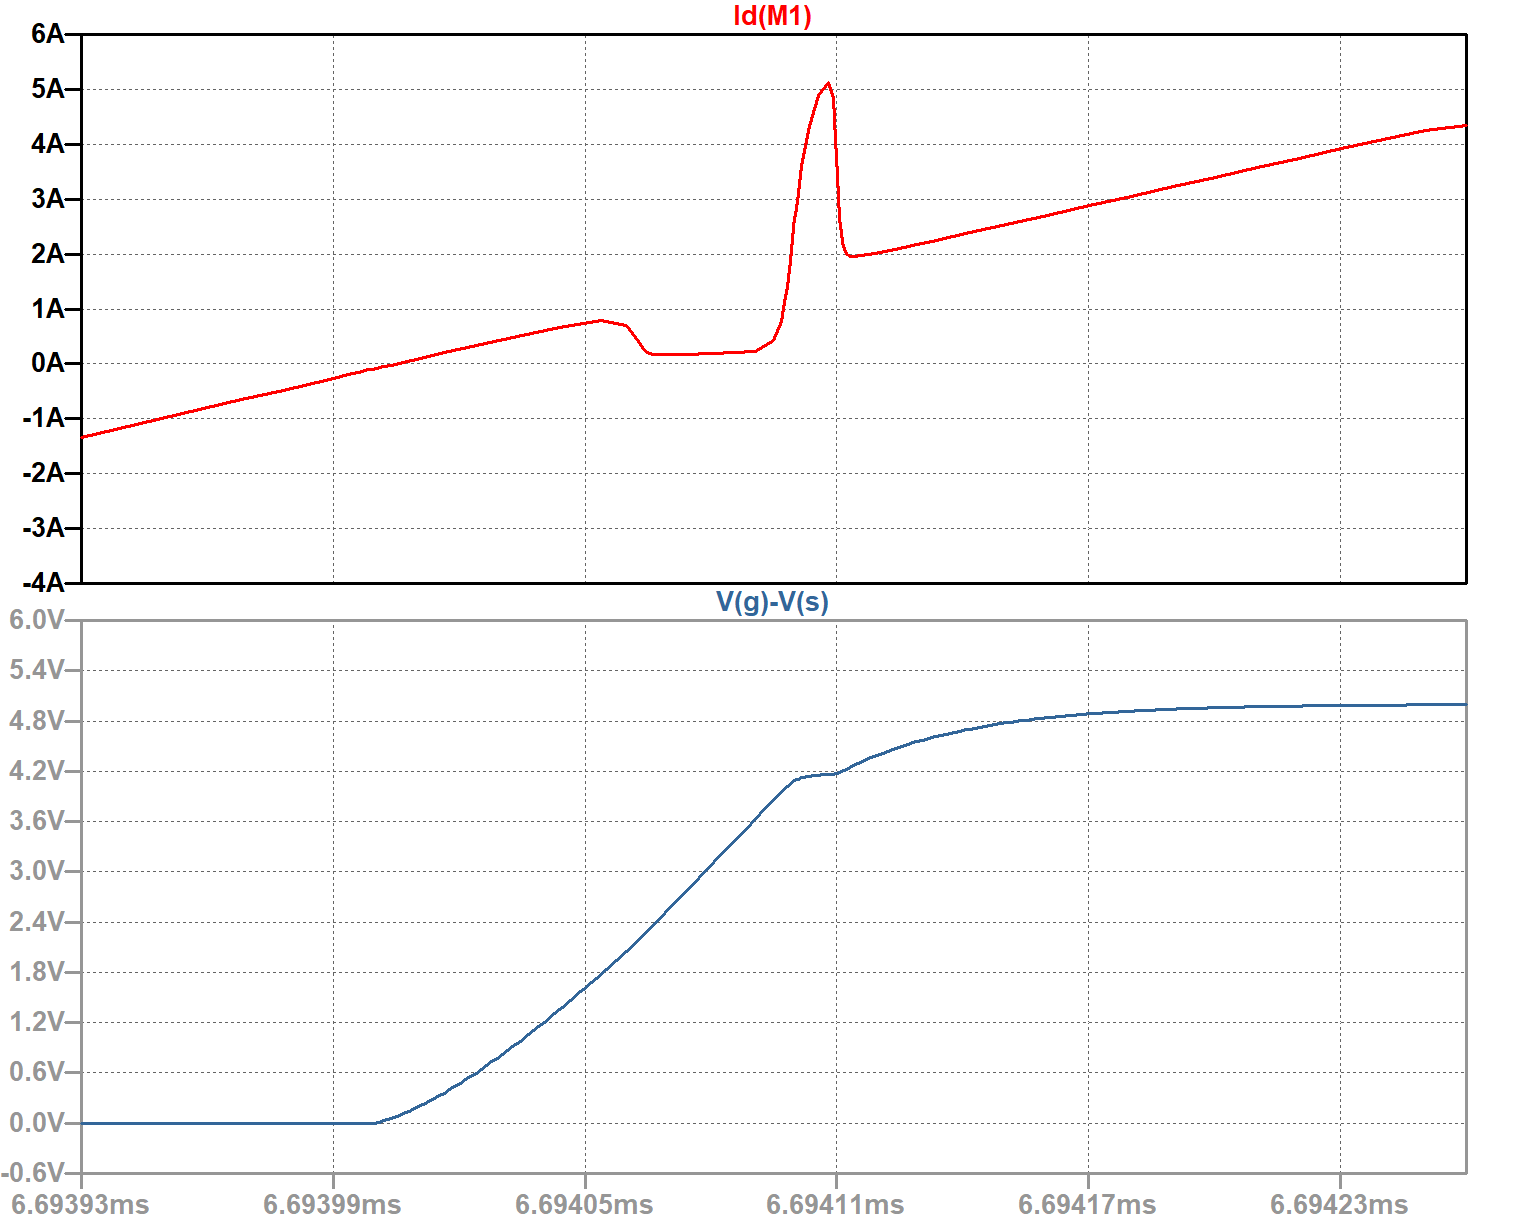 Id(M1)
6A
5A
4A
3A
2A
1A
0A
-1A
-2A
-3A
-4A
V(g)-V(s)
6.0V
5.4V
4.8V
4.2V
3.6V
3.0V
2.4V
1.8V
1.2V
0.6V
0.0V
-0.6V
6.69393ms 6.69399ms 6.69405ms 6.69411ms 6.69417ms 6.69423ms